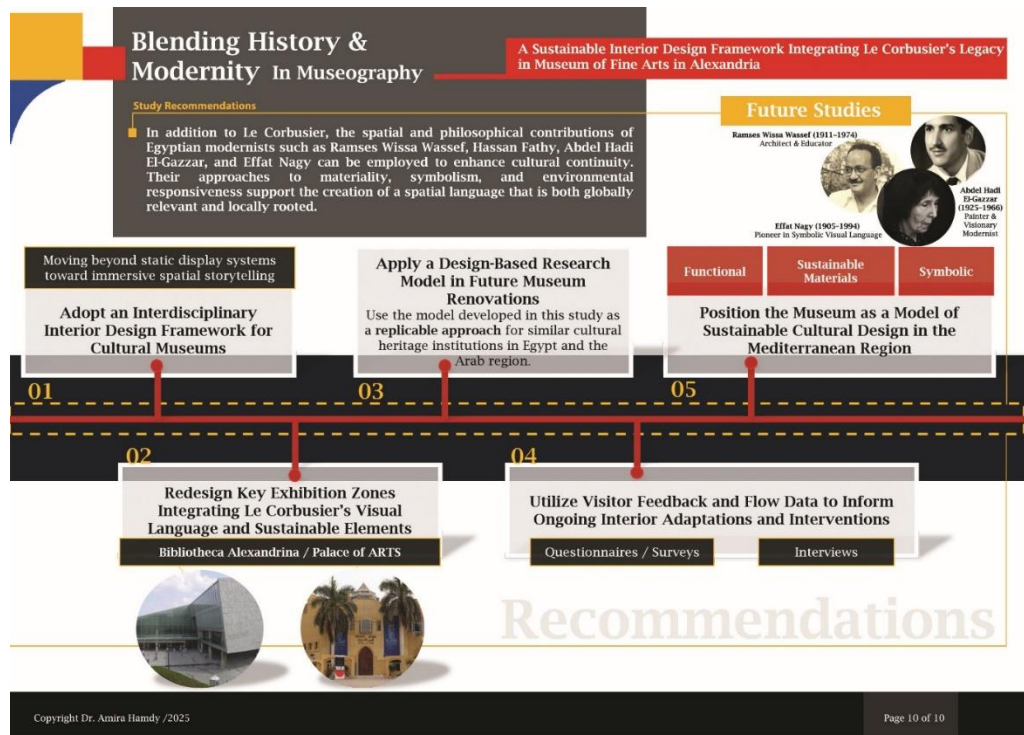 Blending History &
Modernity In Museography
A Sustainable Interior Design Framework Integrating Le Corbusier's Legacy
in Museum of Fine Arts in Alexandria
Study Recommendations
In addition to Le Corbusier, the spatial and philosophical contributions of
Egyptian modernists such as Ramses Wissa Wassef, Hassan Fathy, Abdel Hadi
El-Gazzar, and Effat Nagy can be employed to enhance cultural continuity.
Their approaches to materiality, symbolism, and environmental
responsiveness support the creation of a spatial language that is both globally
relevant and locally rooted.
Future Studies
Ramses Wissa Wassef (1911–1974)
Architect & Educator
Abdel Hadi
El-Gazzar
(1925–1966)
Painter &
Visionary
Modernist
Effat Nagy (1905–1994)
Pioneer in Symbolic Visual Language
Moving beyond static display systems
toward immersive spatial storytelling
Adopt an Interdisciplinary
Interior Design Framework for
Cultural Museums
01
Apply a Design-Based Research
Model in Future Museum
Renovations
Use the model developed in this study as
a replicable approach for similar cultural
heritage institutions in Egypt and the
Arab region.
03
Functional
Sustainable
Materials
Symbolic
Position the Museum as a Model of
Sustainable Cultural Design in the
Mediterranean Region
05
02
Redesign Key Exhibition Zones
Integrating Le Corbusier's Visual
Language and Sustainable Elements
Bibliotheca Alexandrina / Palace of ARTS
04
Utilize Visitor Feedback and Flow Data to Inform
Ongoing Interior Adaptations and Interventions
Questionnaires / Surveys
Interviews
Recommendations
Copyright Dr. Amira Hamdy /2025
Page 10 of 10